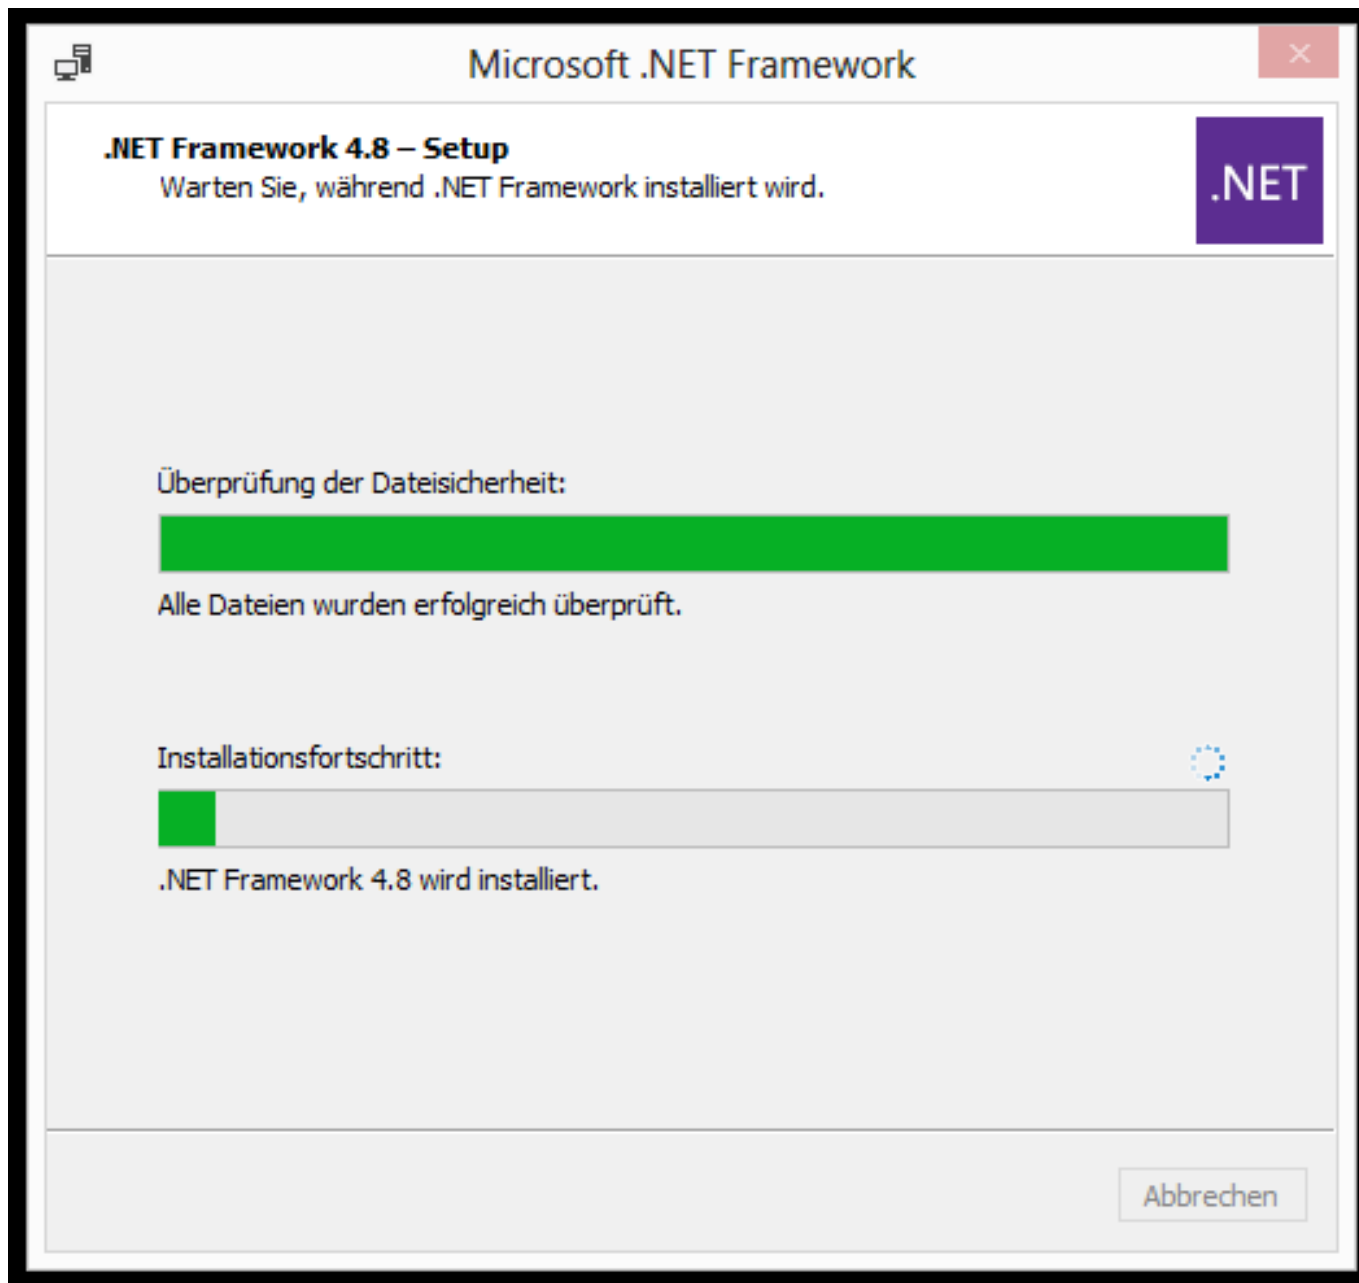 Microsoft .NET Framework
.NET Framework 4.8 – Setup
Warten Sie, während .NET Framework installiert wird.
.NET
Überprüfung der Dateisicherheit:
Alle Dateien wurden erfolgreich überprüft.
Installationsfortschritt:
.NET Framework 4.8 wird installiert.
Abbrechen